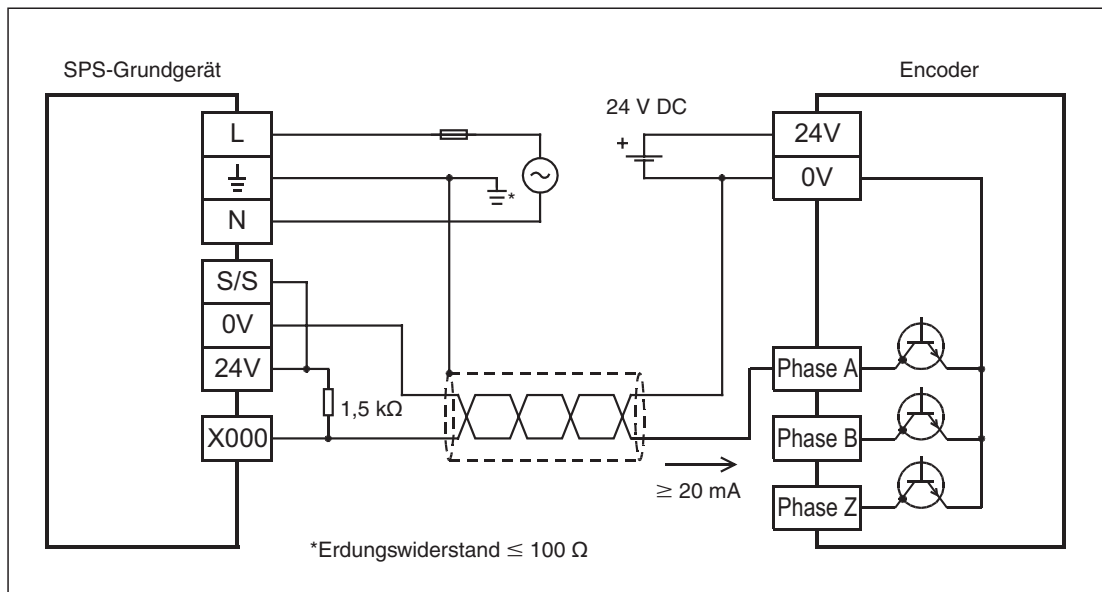 SPS-Grundgerät
Encoder
24 V DC
+
L
N
S/S
0V
24V
X000
1,5 kΩ
*
24V
0V
Phase A
Phase B
Phase Z
≥ 20 mA
*Erdungswiderstand ≤ 100 Ω